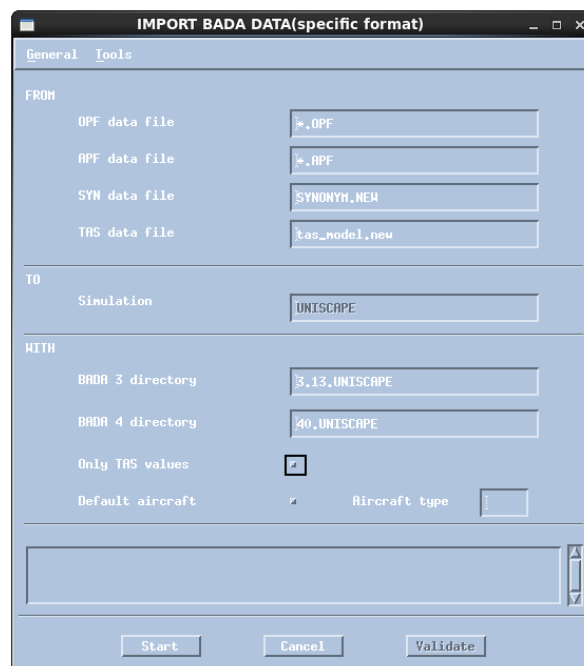 IMPORT BADA DATA(specific format)
General Tools
FROM
OPF data file *.OPF
APF data file *.APF
SYN data file SYNONYM.NEW
TAS data file tas_model.new
TO
Simulation UNISCAPE
WITH
BADA 3 directory 3.13.UNISCAPE
BADA 4 directory 40.UNISCAPE
Only TAS values
Default aircraft Aircraft type
Start Cancel Validate